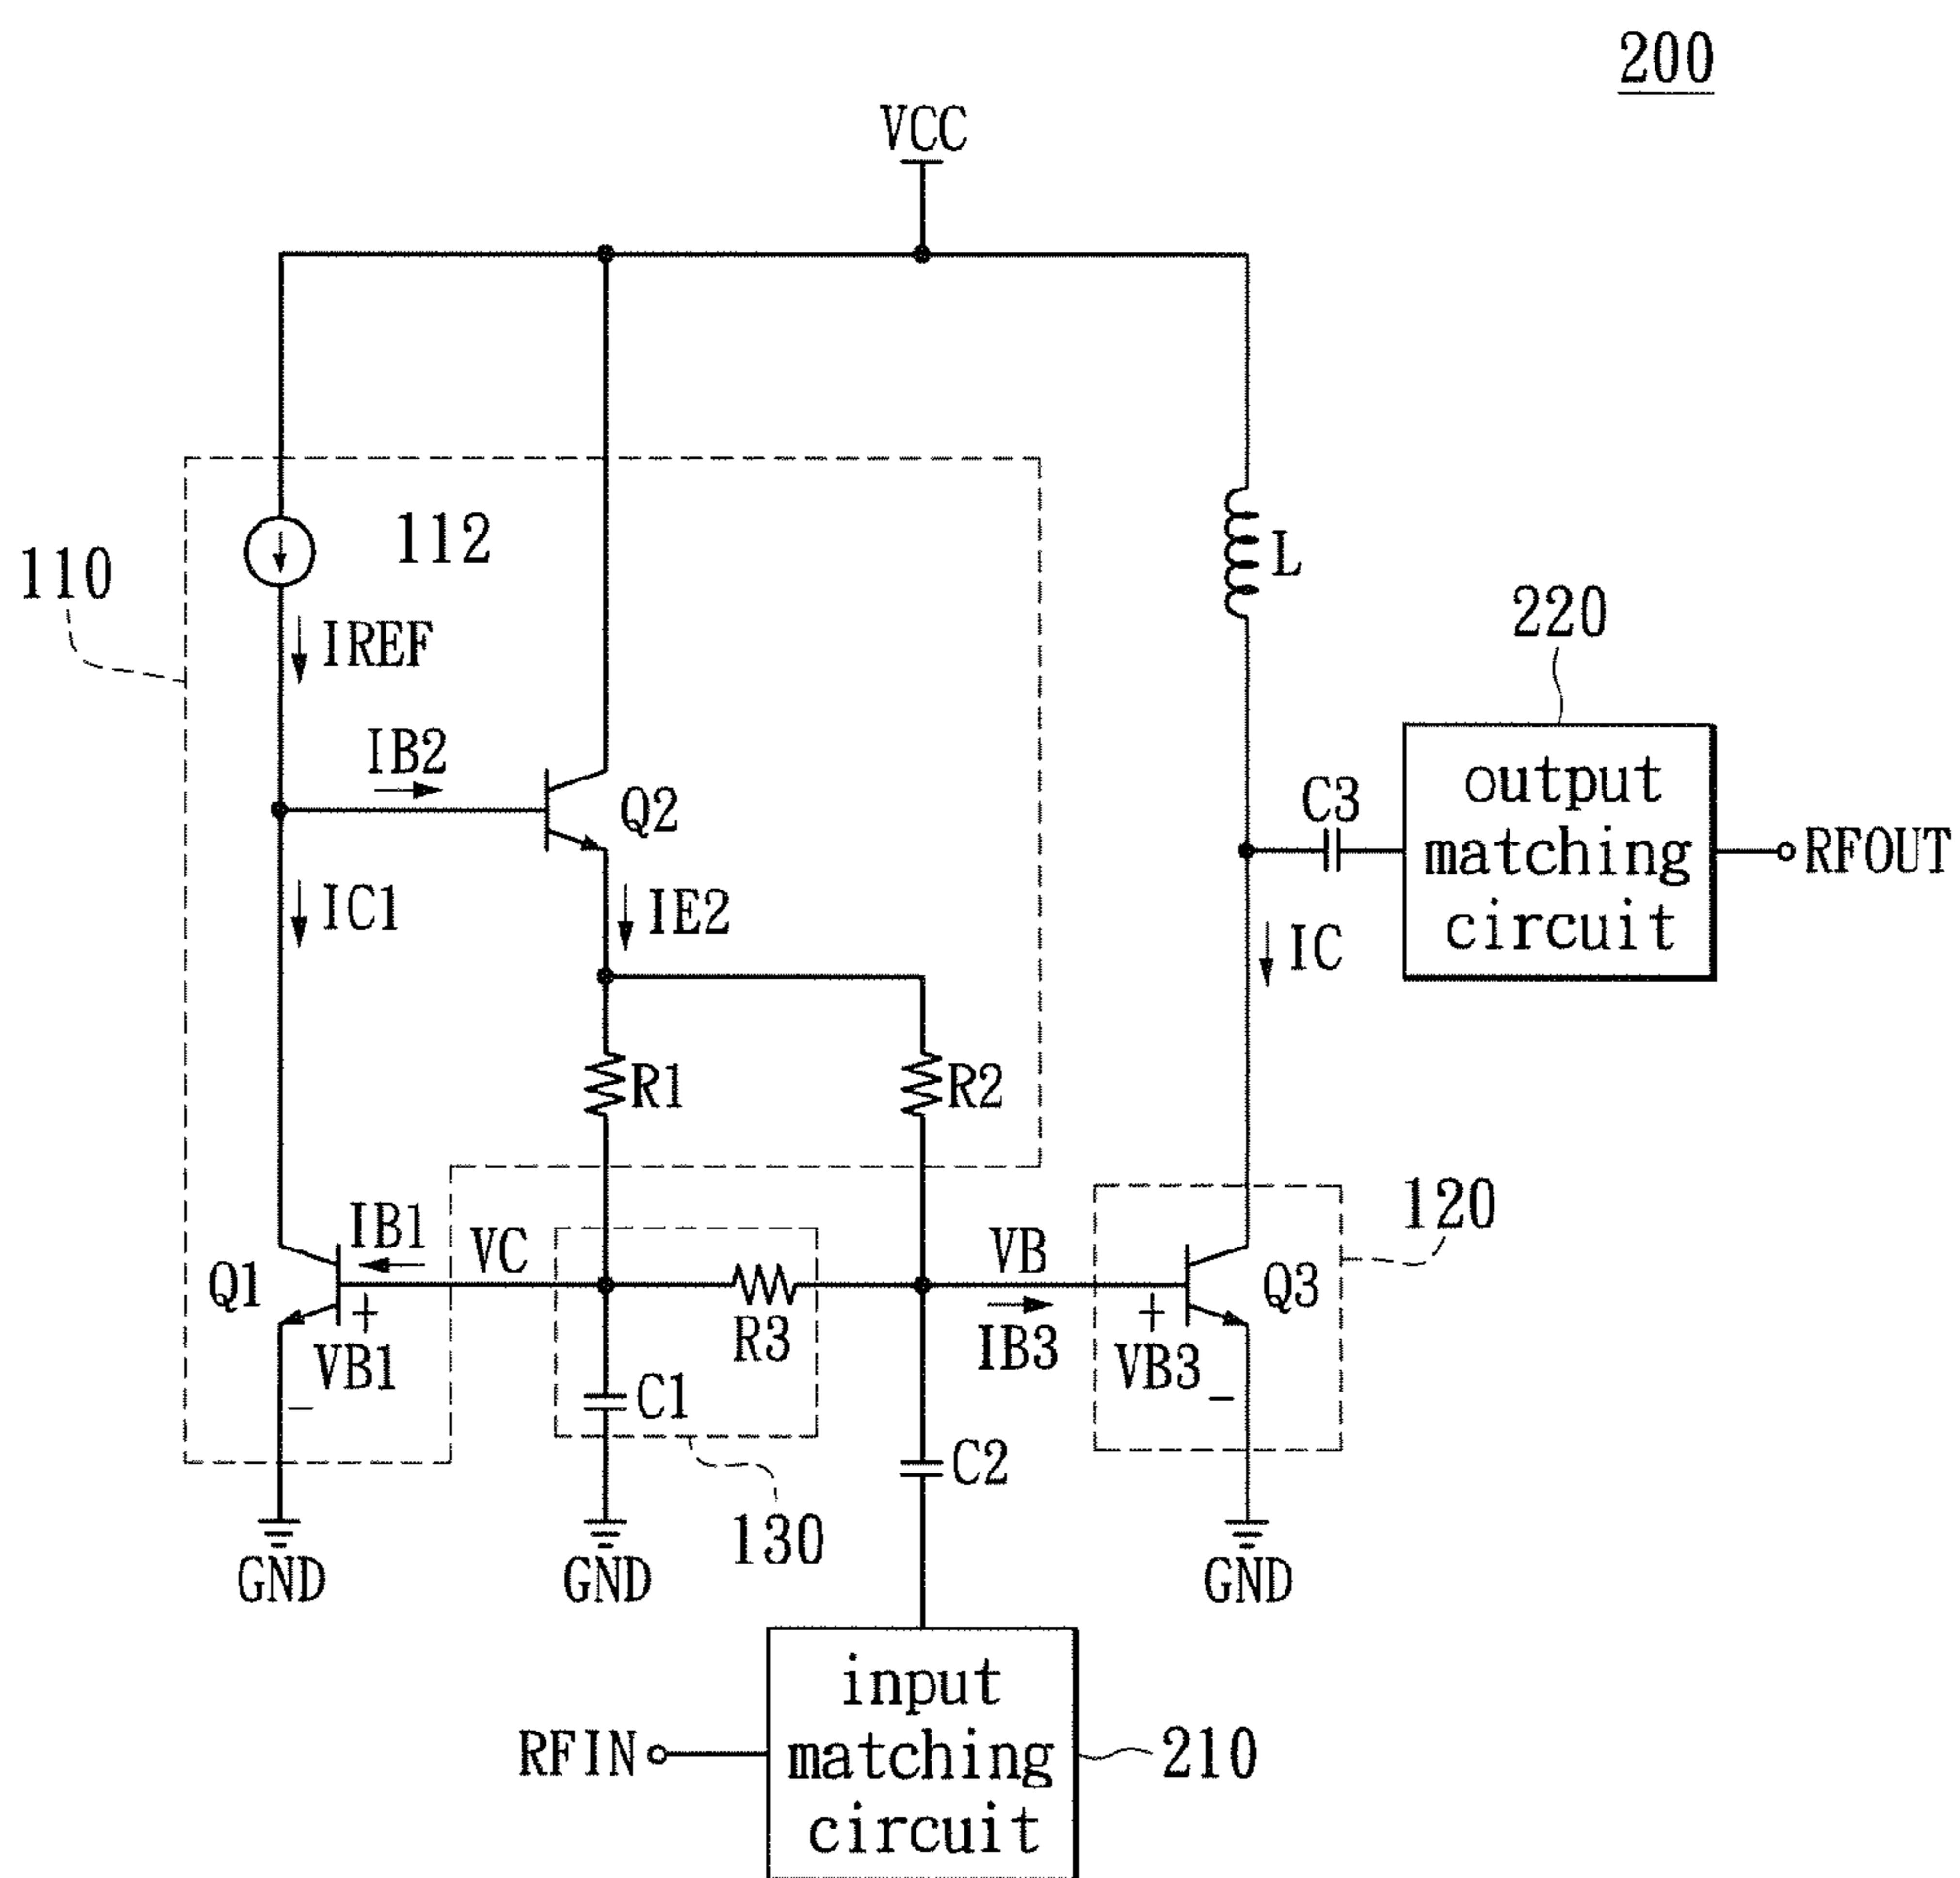 200
VCC
112
110
L
IREF
220
IB2
Q2
C3
output
matching
circuit
RFOUT
IC1
IE2
IC
R1
R2
120
IB1
VC
VB
Q1
Q3
+
VB1
-
R3
IB3
+
VB3
-
C1
C2
130
GND
GND
GND
input
matching
circuit
RFIN
210